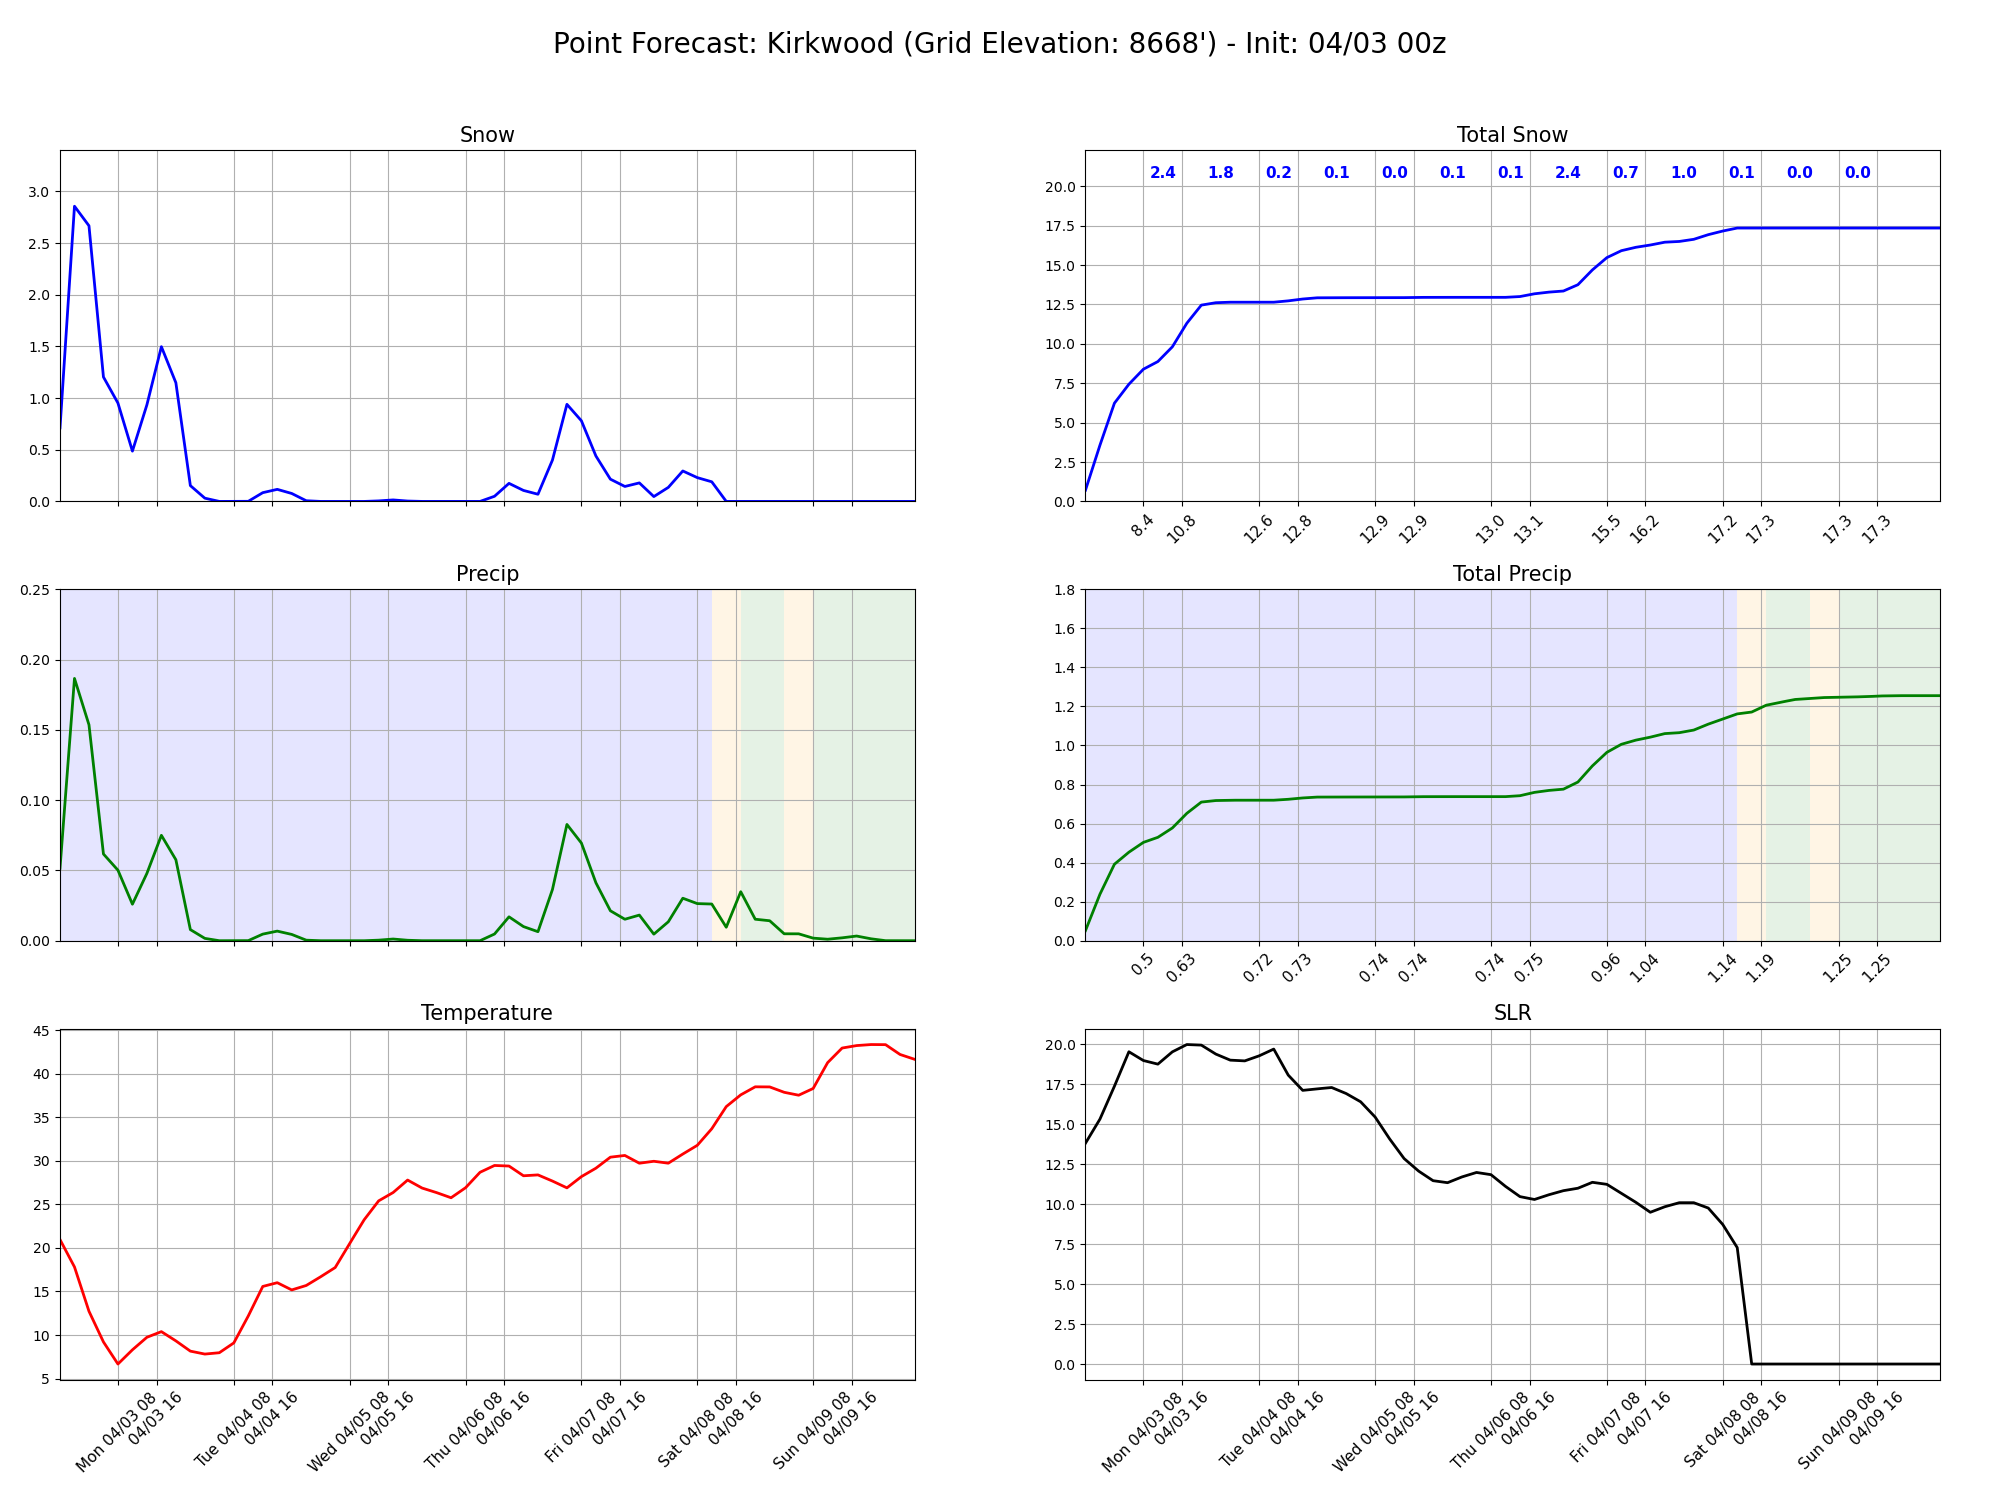 Point Forecast: Kirkwood (Grid Elevation: 8668') - Init: 04/03 00z
Snow
3.0
2.5
2.0
1.5
1.0
0.5
0.0
Total Snow
2.4 1.8 0.2 0.1 0.0 0.1 0.1 2.4 0.7 1.0 0.1 0.0 0.0
20.0
17.5
15.0
12.5
10.0
7.5
5.0
2.5
0.0
8.4 10.8 12.6 12.8 12.9 12.9 13.0 13.1 15.5 16.2 17.2 17.3 17.3 17.3
Precip
0.25
0.20
0.15
0.10
0.05
0.00
Total Precip
1.8
1.6
1.4
1.2
1.0
0.8
0.6
0.4
0.2
0.0
0.5 0.63 0.72 0.73 0.74 0.74 0.74 0.75 0.96 1.04 1.14 1.19 1.25 1.25
Temperature
45
40
35
30
25
20
15
10
5
Mon 04/03 08
04/03 16
Tue 04/04 08
04/04 16
Wed 04/05 08
04/05 16
Thu 04/06 08
04/06 16
Fri 04/07 08
04/07 16
Sat 04/08 08
04/08 16
Sun 04/09 08
04/09 16
SLR
20.0
17.5
15.0
12.5
10.0
7.5
5.0
2.5
0.0
Mon 04/03 08
04/03 16
Tue 04/04 08
04/04 16
Wed 04/05 08
04/05 16
Thu 04/06 08
04/06 16
Fri 04/07 08
04/07 16
Sat 04/08 08
04/08 16
Sun 04/09 08
04/09 16